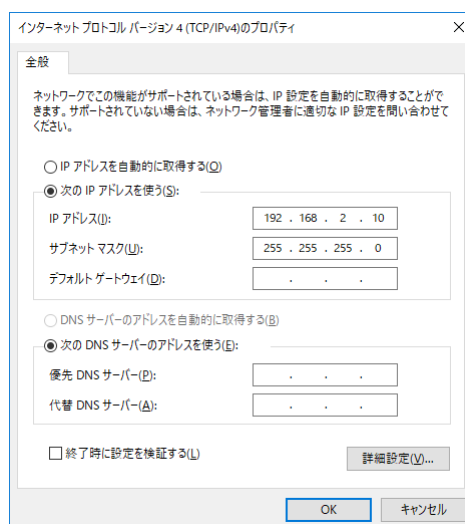 インターネット プロトコル バージョン 4 (TCP/IPv4)のプロパティ
全般
ネットワークでこの機能がサポートされている場合は、IP 設定を自動的に取得することがで
きます。サポートされていない場合は、ネットワーク管理者に適切な IP 設定を問い合わせて
ください。
IP アドレスを自動的に取得する(O)
次の IP アドレスを使う(S):
IP アドレス(I): 192 . 168 . 2 . 10
サブネット マスク(U): 255 . 255 . 255 . 0
デフォルト ゲートウェイ(D): . . .
DNS サーバーのアドレスを自動的に取得する(B)
次の DNS サーバーのアドレスを使う(E):
優先 DNS サーバー(P): . . .
代替 DNS サーバー(A): . . .
終了時に設定を検証する(L)
詳細設定(V)...
OK キャンセル